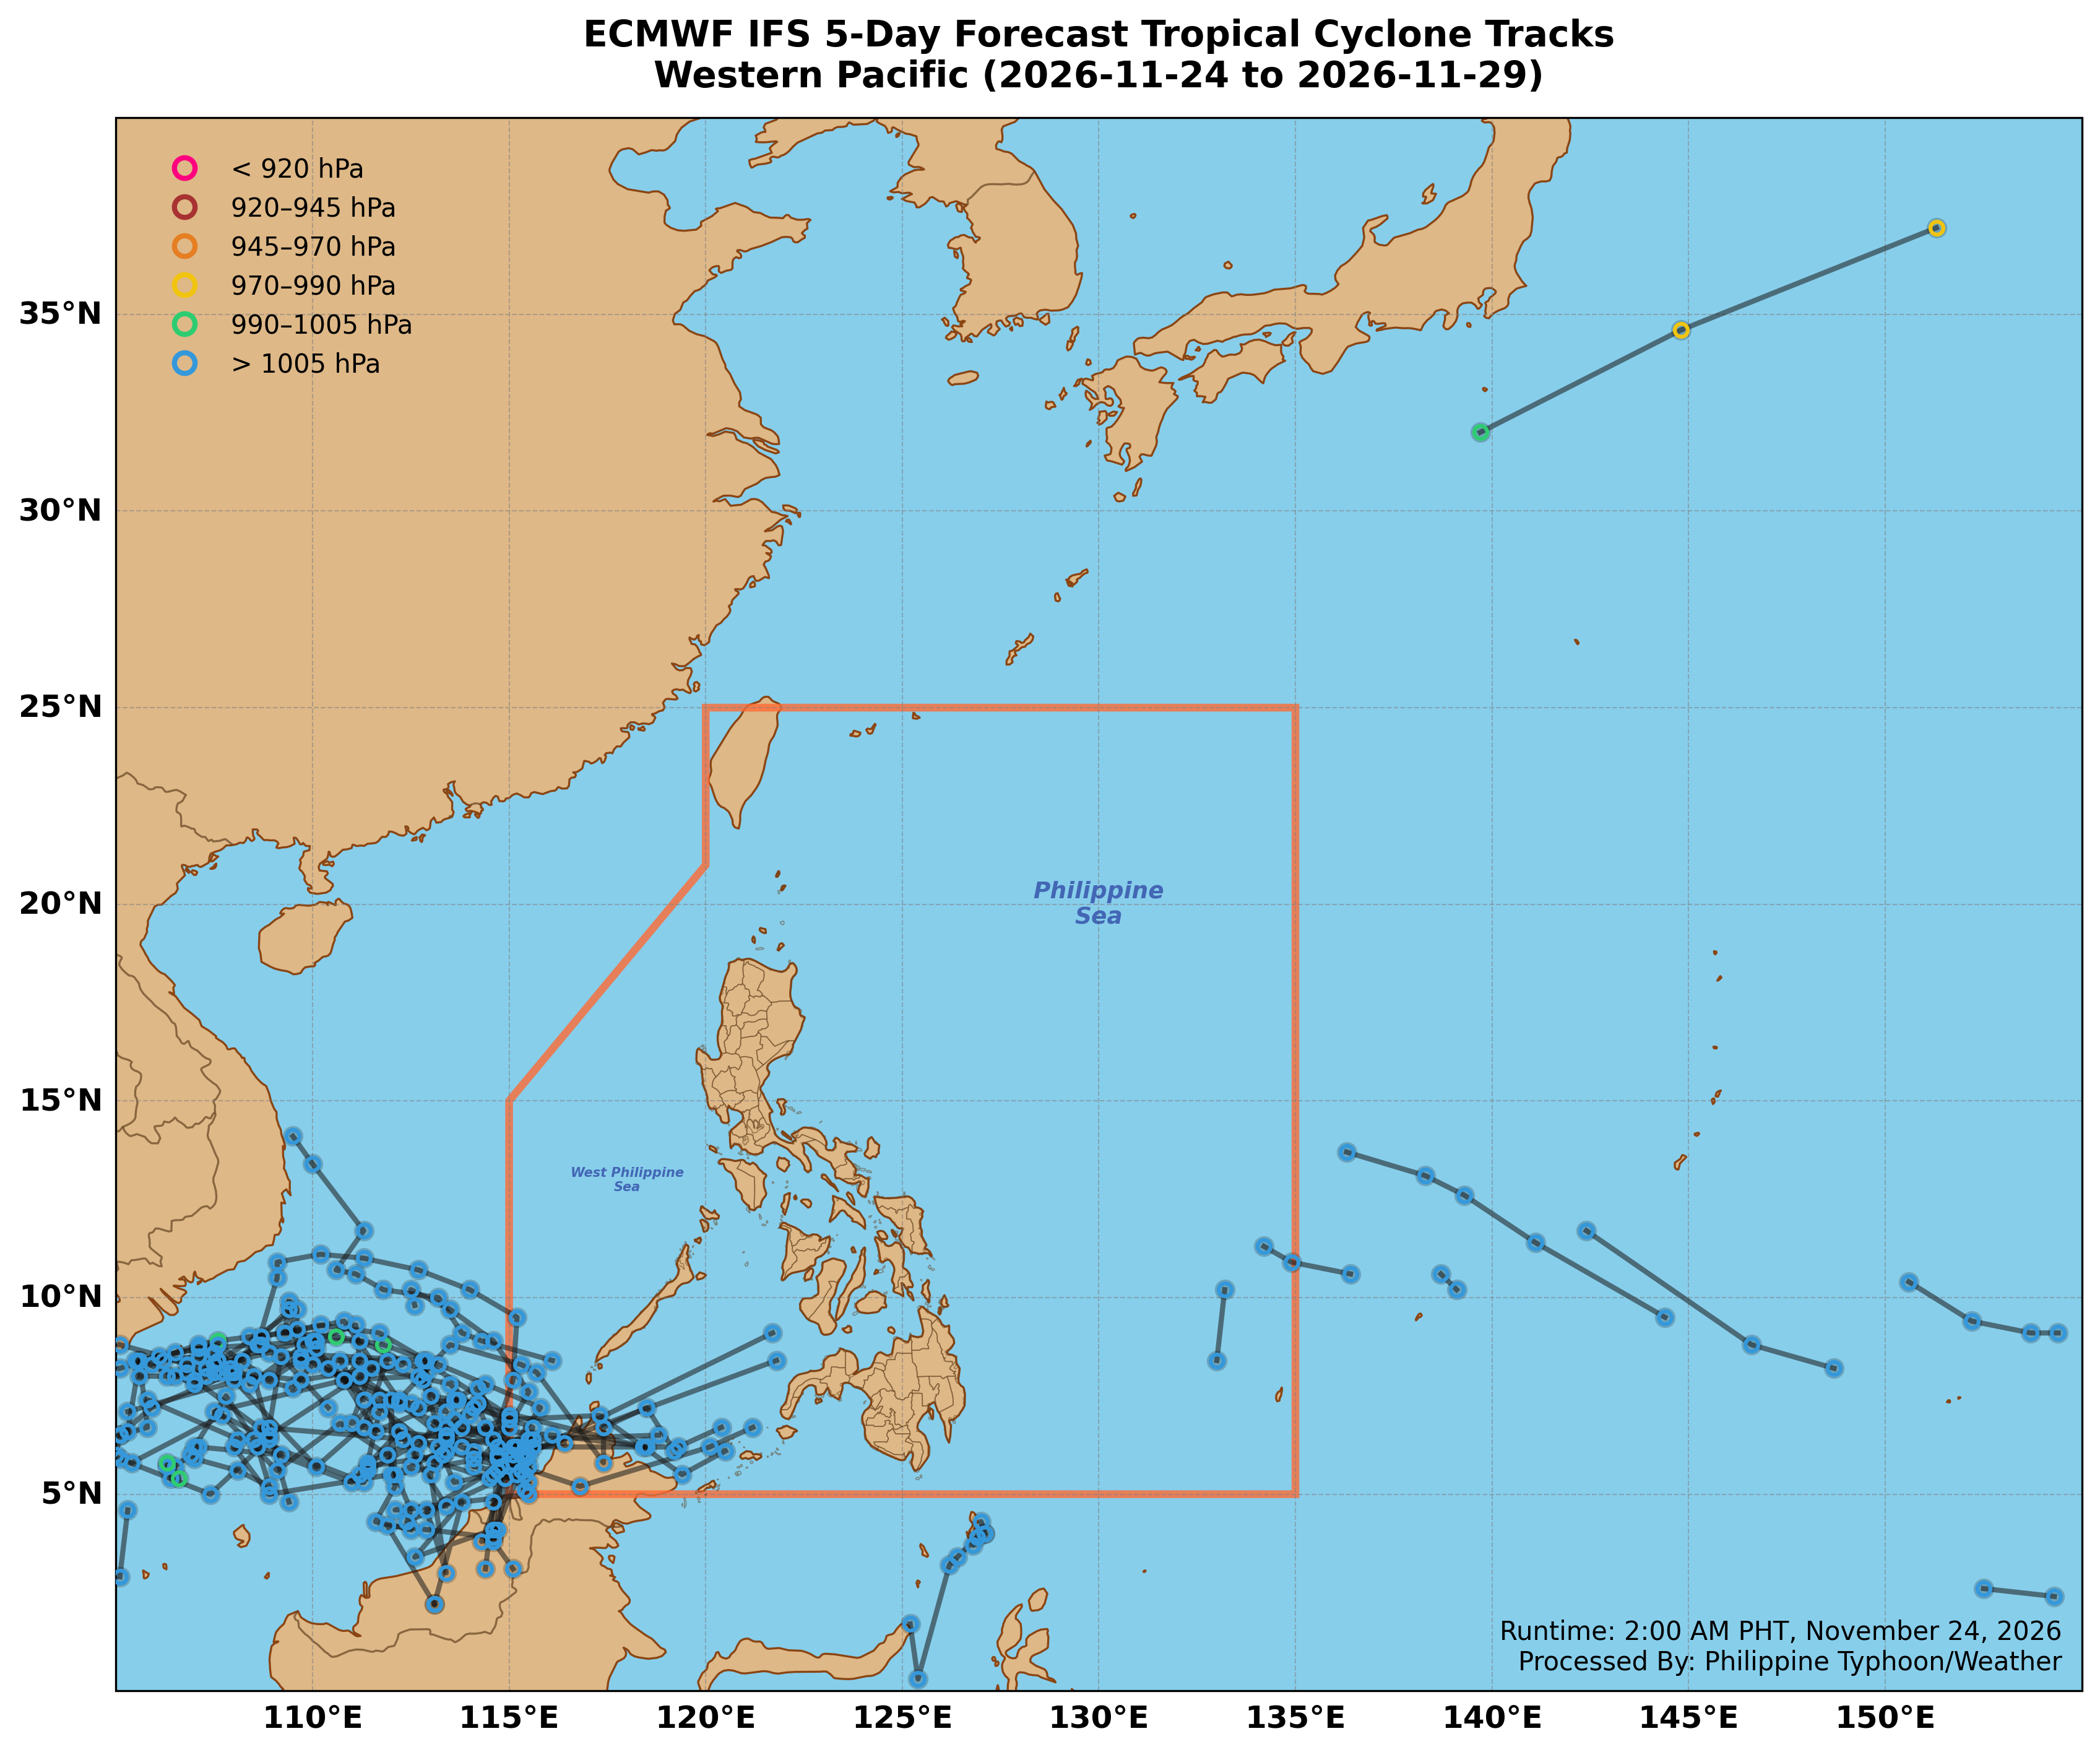 ECMWF IFS 5-Day Forecast Tropical Cyclone Tracks
Western Pacific (2026-11-24 to 2026-11-29)
< 920 hPa
920–945 hPa
945–970 hPa
970–990 hPa
990–1005 hPa
> 1005 hPa
35°N
30°N
25°N
20°N
15°N
10°N
5°N
Philippine
Sea
West Philippine
Sea
Runtime: 2:00 AM PHT, November 24, 2026
Processed By: Philippine Typhoon/Weather
110°E
115°E
120°E
125°E
130°E
135°E
140°E
145°E
150°E